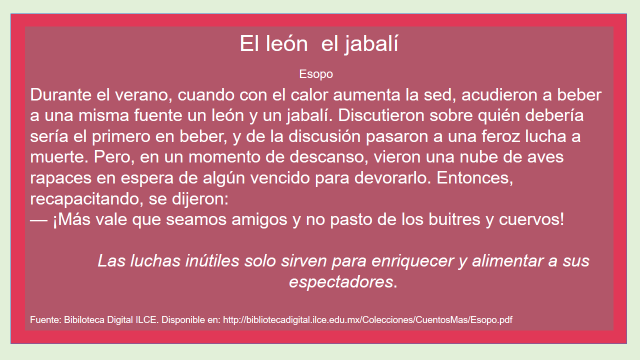 El león  el jabalí
Esopo
Durante el verano, cuando con el calor aumenta la sed, acudieron a beber
a una misma fuente un león y un jabalí. Discutieron sobre quién debería
sería el primero en beber, y de la discusión pasaron a una feroz lucha a
muerte. Pero, en un momento de descanso, vieron una nube de aves
rapaces en espera de algún vencido para devorarlo. Entonces,
recapacitando, se dijeron:
— ¡Más vale que seamos amigos y no pasto de los buitres y cuervos!
Las luchas inútiles solo sirven para enriquecer y alimentar a sus
espectadores.
Fuente: Bibiloteca Digital ILCE. Disponible en: http://bibliotecadigital.ilce.edu.mx/Colecciones/CuentosMas/Esopo.pdf